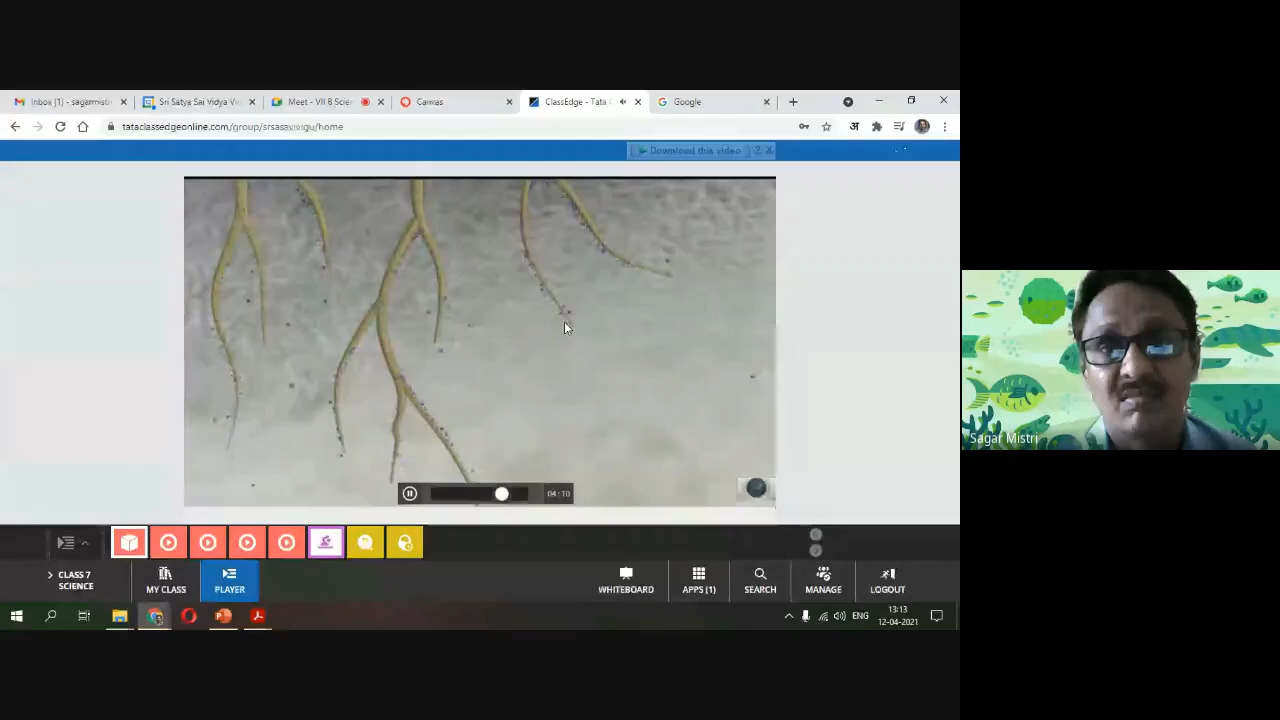 Inbox (1) - sagarmistri
Sri Satya Sai Vidya V
Meet - VII B Scien
Canvas
ClassEdge - Tata
Google
tataclassedgeonline.com/group/srsasavivigu/home
अ
Download this video ? X
04:10
Sagar Mistri
> CLASS 7
SCIENCE
MY CLASS
PLAYER
WHITEBOARD
APPS (1)
SEARCH
MANAGE
LOGOUT
ENG
13:13
12-04-2021